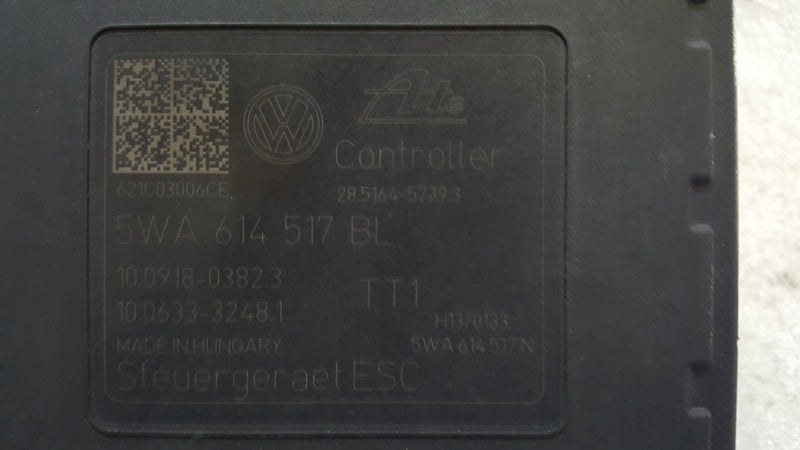 Ate
Controller
621C03006CE 28.5164-5739.3
5WA 614 517 BL
10.0918-0382.3
10.0633-3248.1
TT1
H13/0133
MADE IN HUNGARY 5WA 614 517 N
Steuergeraet ESC